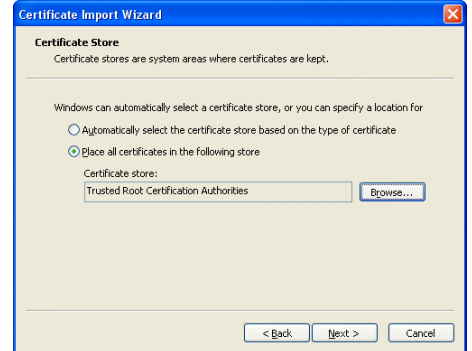 Certificate Import Wizard
Certificate Store
Certificate stores are system areas where certificates are kept.
Windows can automatically select a certificate store, or you can specify a location for
Automatically select the certificate store based on the type of certificate
Place all certificates in the following store
Certificate store:
Trusted Root Certification Authorities
Browse...
< Back
Next >
Cancel